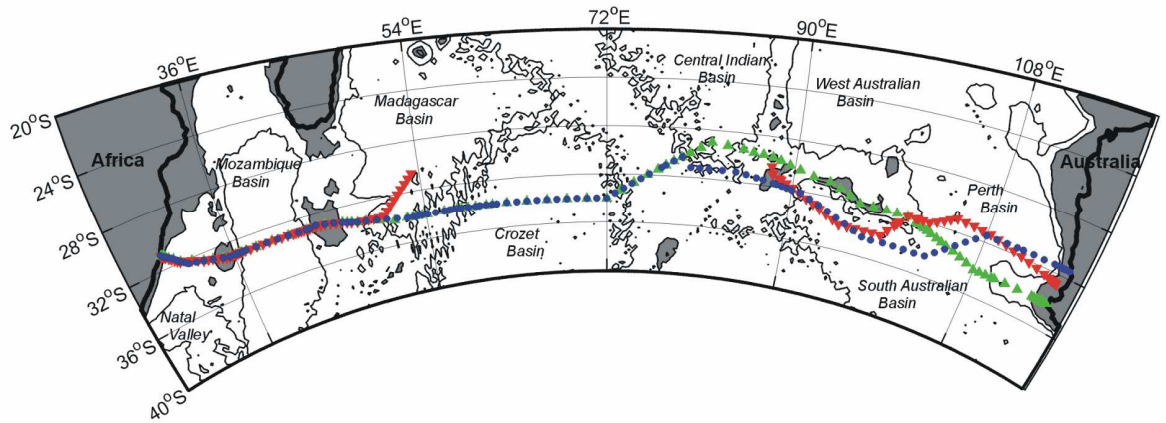 72°E
54°E
90°E
36°E
108°E
Central Indian
Basin
West Australian
Basin
20°S
Madagascar
Basin
Africa
Mozambique
Basin
Australia
24°S
Perth
Basin
28°S
Crozet
Basin
32°S
South Australian
Basin
Natal
Valley
36°S
40°S